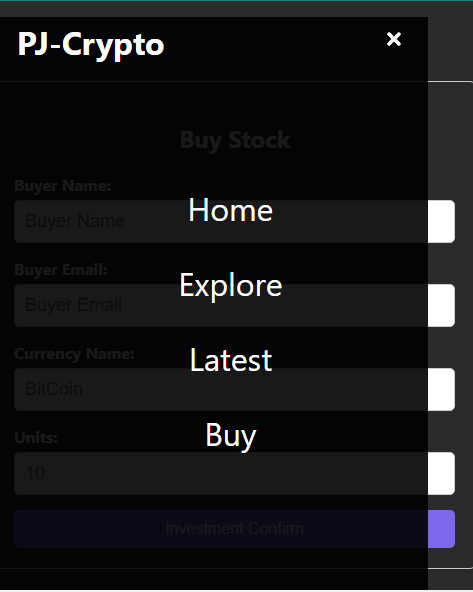 PJ-Crypto ×
Buy Stock
Buyer Name:
Buyer Name
Home
Buyer Email:
Explore
Buyer Email
Currency Name:
Latest
BitCoin
Units:
Buy
10
Investment Confirm